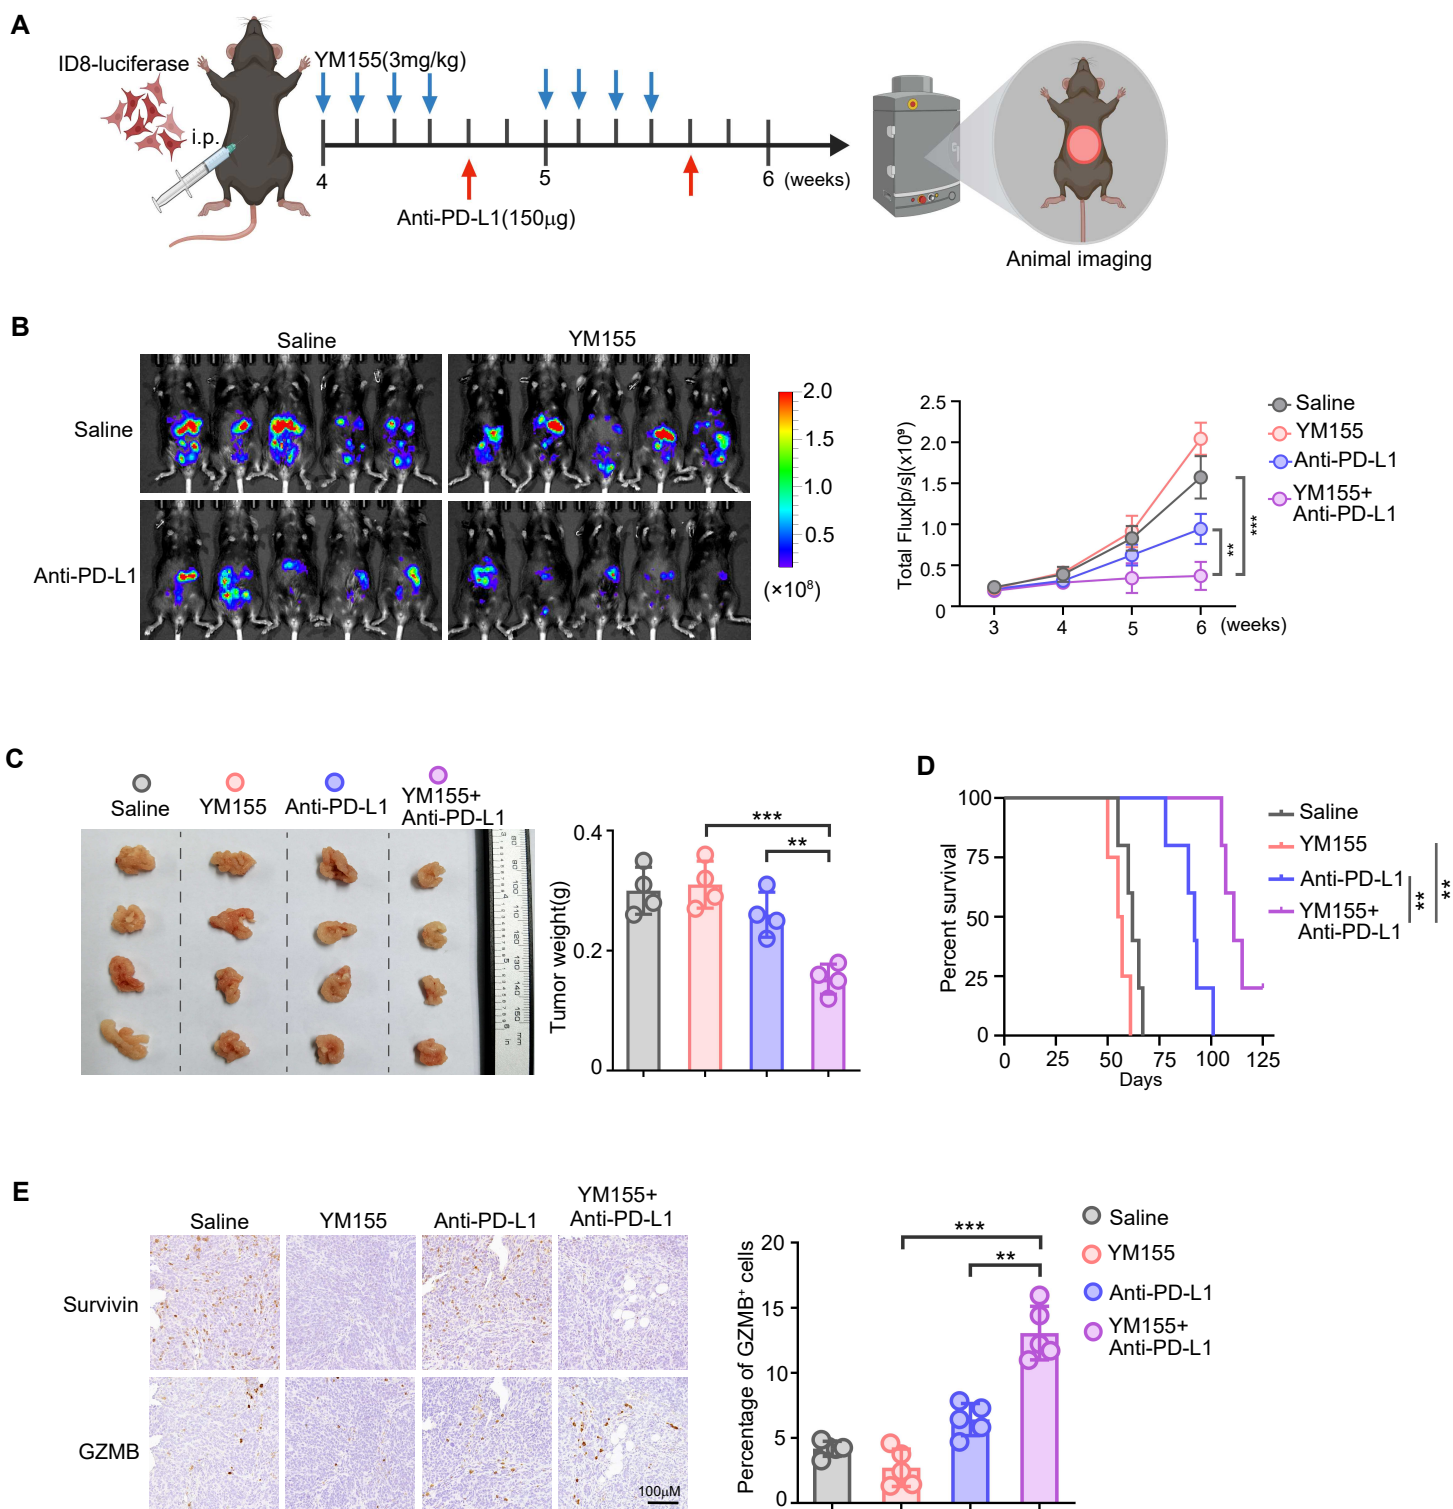 A
ID8-luciferase
YM155(3mg/kg)
i.p.
4
5
6 (weeks)
Anti-PD-L1(150μg)
Animal imaging
B
Saline
YM155
Saline
Anti-PD-L1
2.0
1.5
1.0
0.5
(×10⁸)
Total Flux[p/s](x10⁹)
2.5
2.0
1.5
1.0
0.5
0
3 4 5 6 (weeks)
Saline
YM155
Anti-PD-L1
YM155+
Anti-PD-L1
**
***
C
Saline
YM155
Anti-PD-L1
YM155+
Anti-PD-L1
Tumor weight(g)
0.4
0.2
0
***
**
D
Percent survival
100
75
50
25
0
0 25 50 75 100 125
Days
Saline
YM155
Anti-PD-L1
YM155+
Anti-PD-L1
**
**
E
Saline
YM155
Anti-PD-L1
YM155+
Anti-PD-L1
Survivin
GZMB
100μM
Percentage of GZMB⁺ cells
20
15
10
5
0
***
**
Saline
YM155
Anti-PD-L1
YM155+
Anti-PD-L1